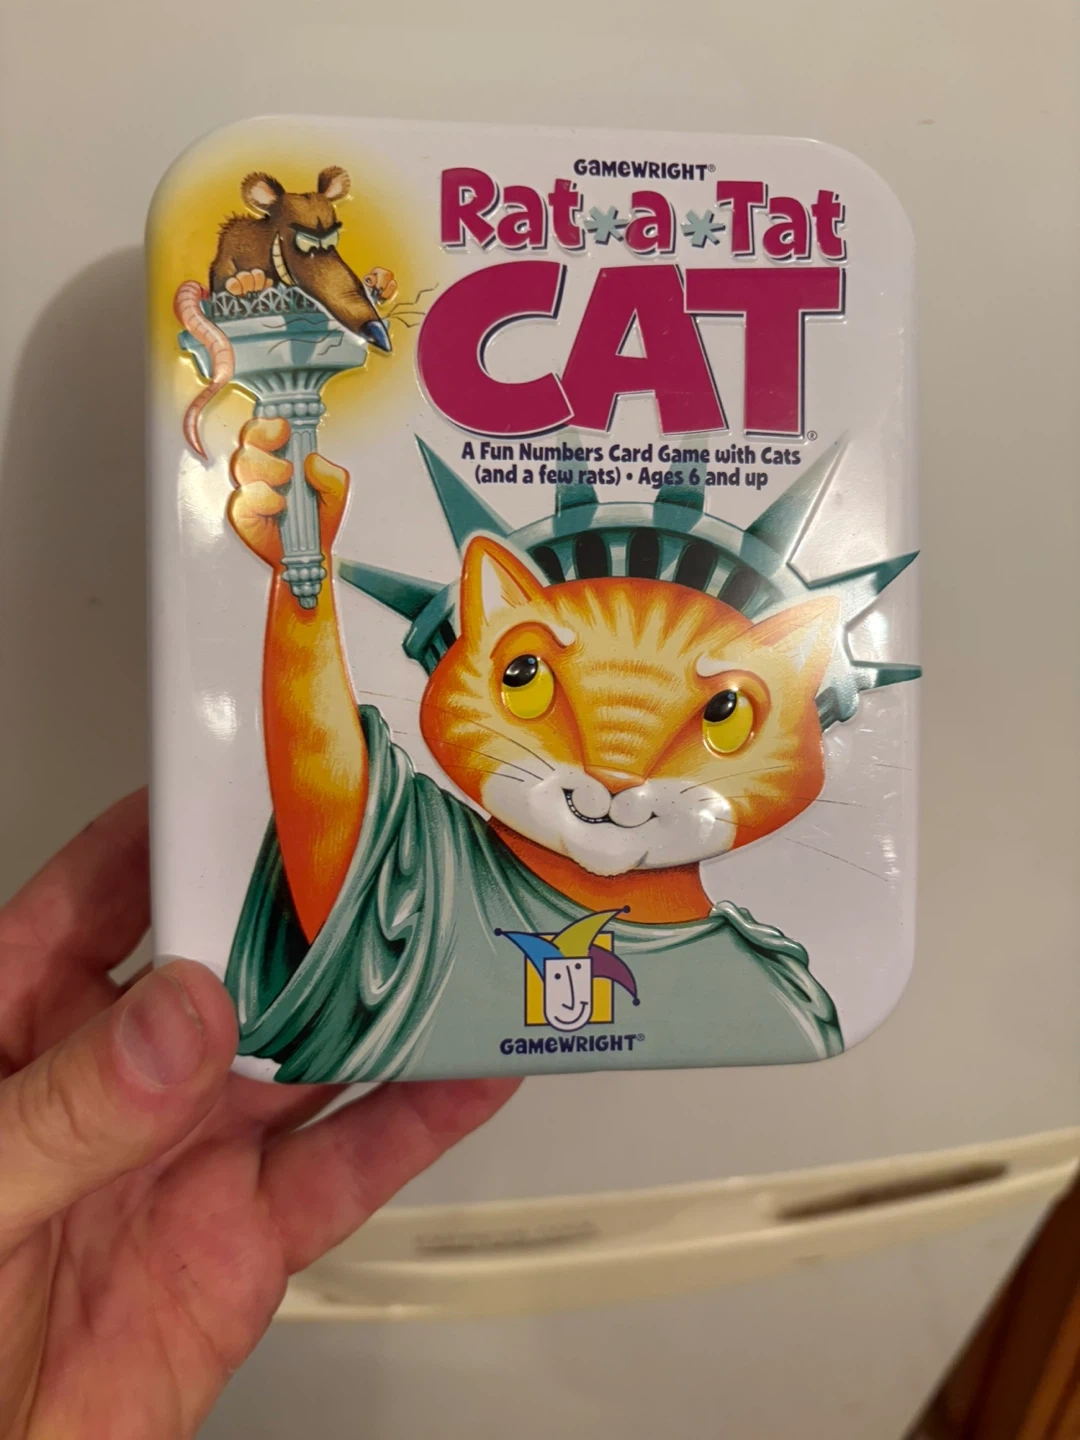 GAMEWRIGHT®
Rat*a*Tat
CAT®
A Fun Numbers Card Game with Cats
(and a few rats) • Ages 6 and up
GAMEWRIGHT®